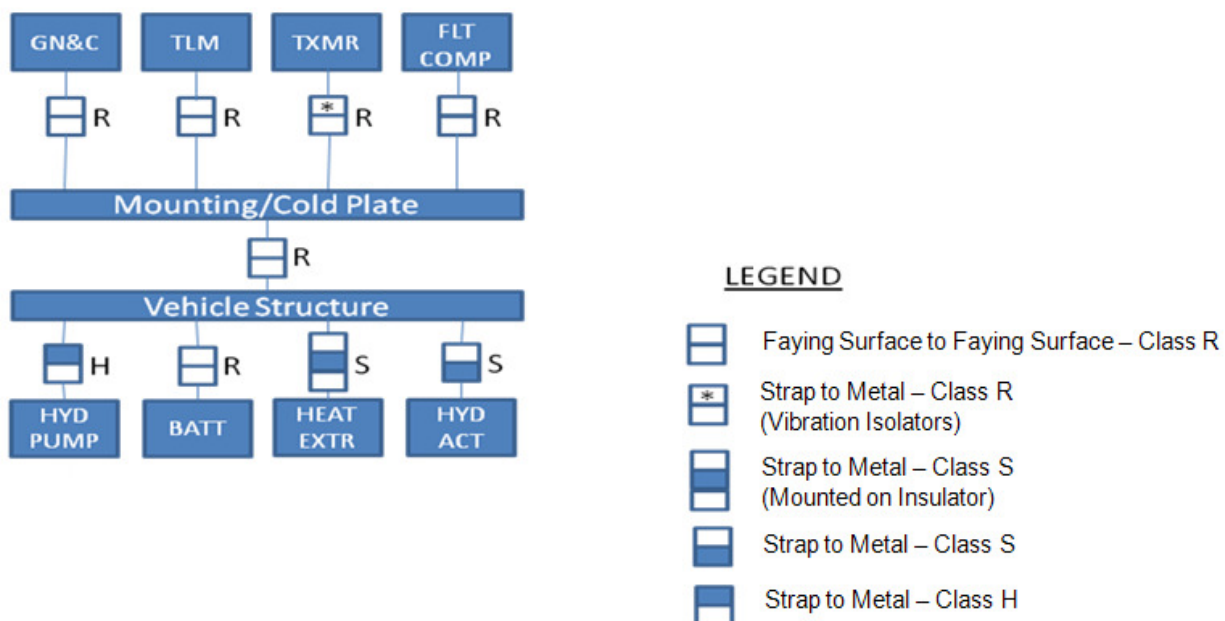 GN&C
TLM
TXMR
FLT
COMP
R
R
*
R
R
Mounting/Cold Plate
R
Vehicle Structure
H
R
S
S
HYD
PUMP
BATT
HEAT
EXTR
HYD
ACT
LEGEND
Faying Surface to Faying Surface – Class R
*
Strap to Metal – Class R
(Vibration Isolators)
Strap to Metal – Class S
(Mounted on Insulator)
Strap to Metal – Class S
Strap to Metal – Class H